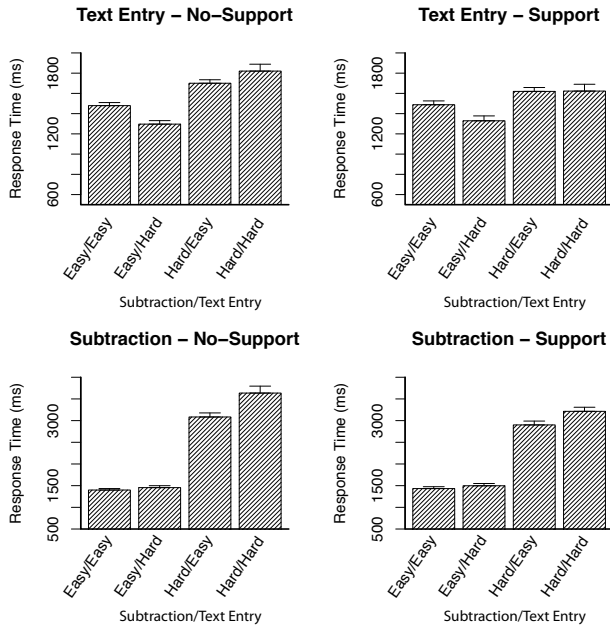 Text Entry – No–Support
Response Time (ms)
600
1200
1800
Easy/Easy
Easy/Hard
Hard/Easy
Hard/Hard
Subtraction/Text Entry
Text Entry – Support
Response Time (ms)
600
1200
1800
Easy/Easy
Easy/Hard
Hard/Easy
Hard/Hard
Subtraction/Text Entry
Subtraction – No–Support
Response Time (ms)
500
1500
3000
Easy/Easy
Easy/Hard
Hard/Easy
Hard/Hard
Subtraction/Text Entry
Subtraction – Support
Response Time (ms)
500
1500
3000
Easy/Easy
Easy/Hard
Hard/Easy
Hard/Hard
Subtraction/Text Entry